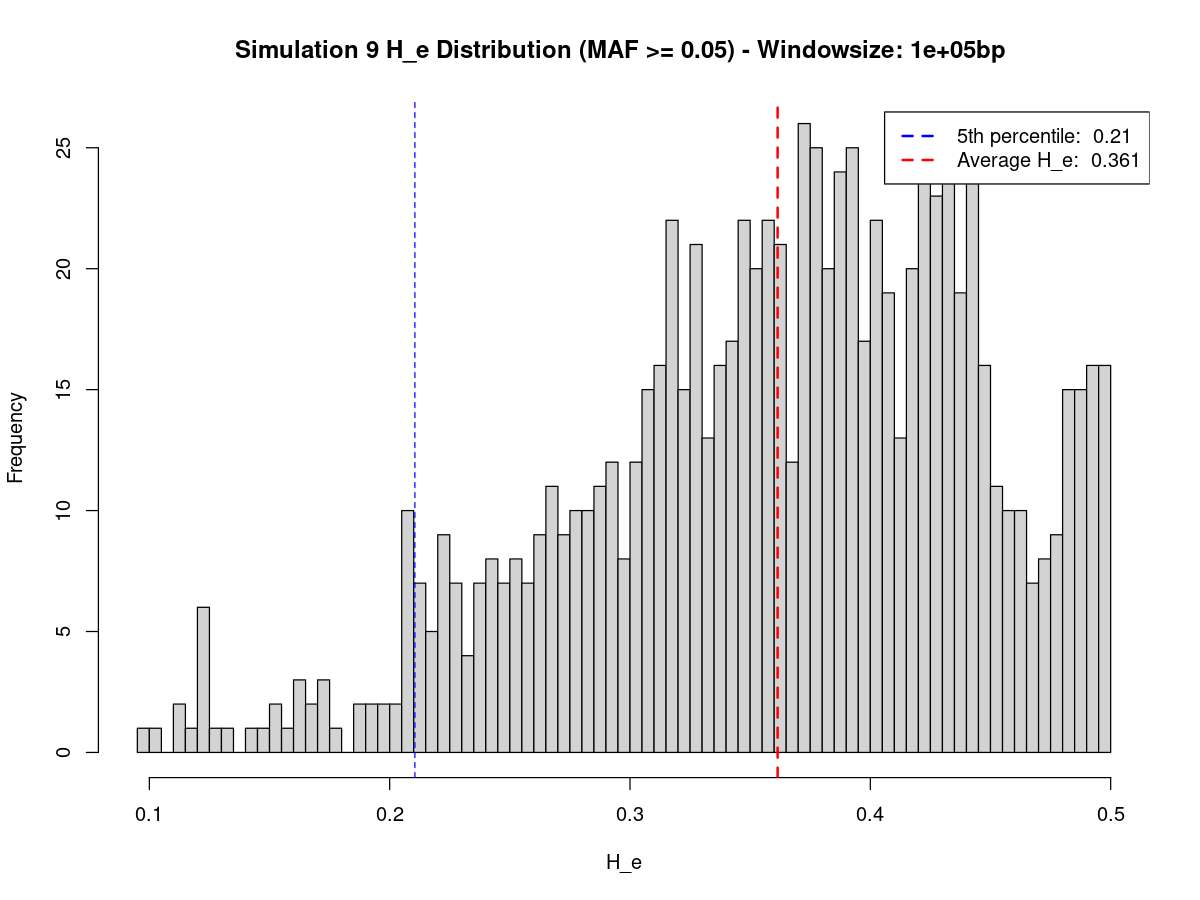 Simulation 9 H_e Distribution (MAF >= 0.05) - Windowsize: 1e+05bp
5th percentile: 0.21
Average H_e: 0.361
Frequency
25
20
15
10
5
0
0.1 0.2 0.3 0.4 0.5
H_e